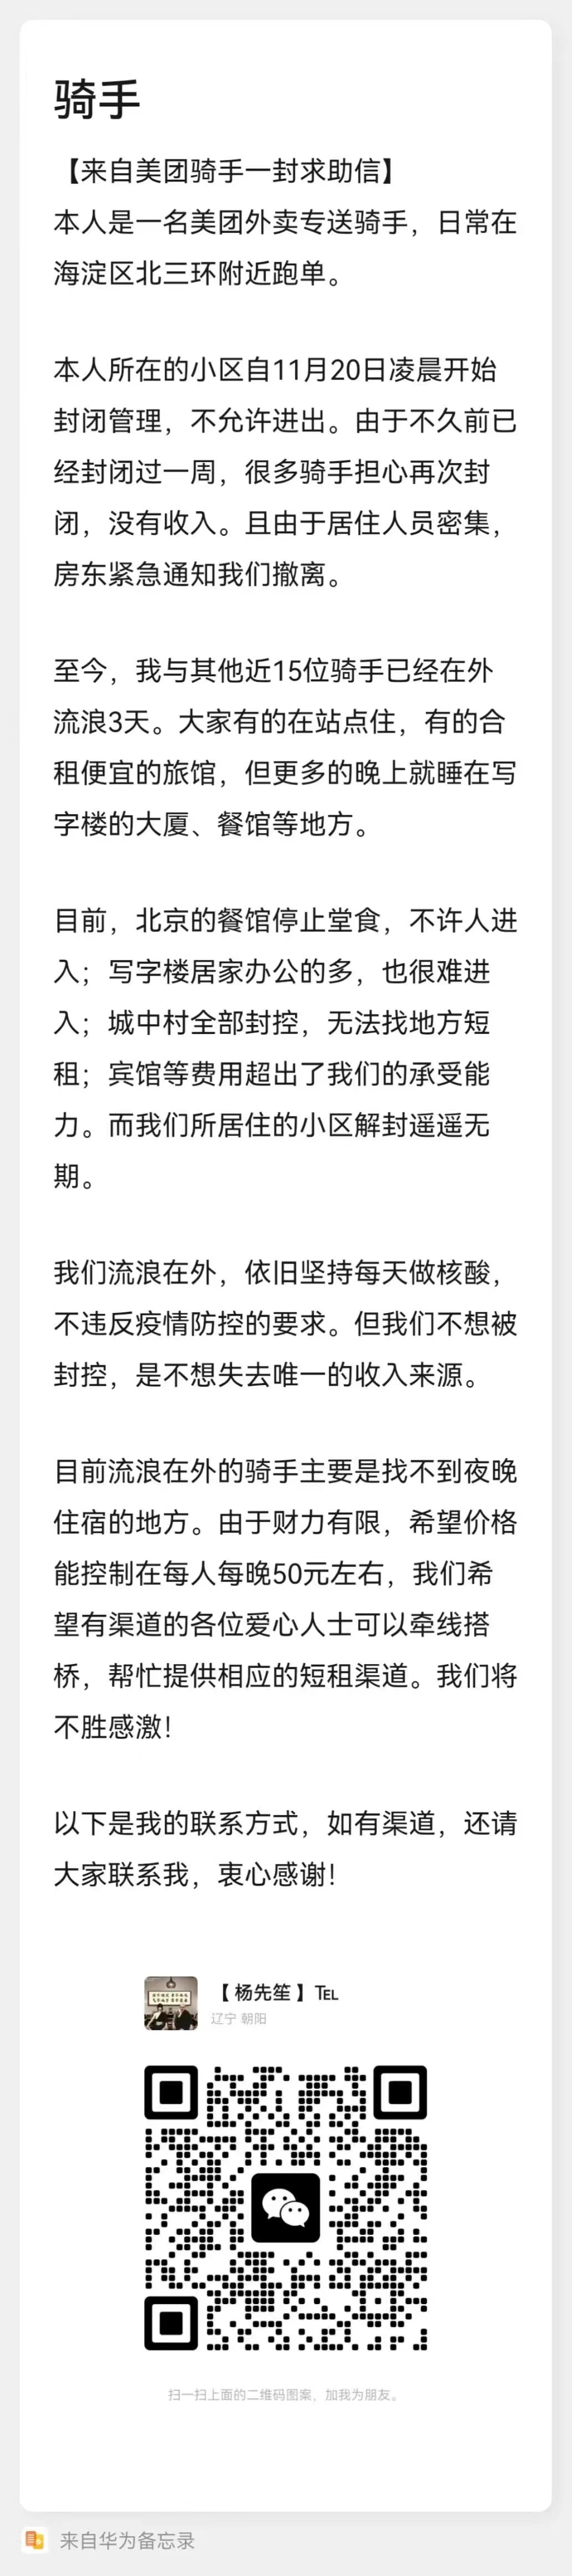 骑手
【来自美团骑手一封求助信】
本人是一名美团外卖专送骑手，日常在
海淀区北三环附近跑单。
本人所在的小区自11月20日凌晨开始
封闭管理，不允许进出。由于不久前已
经封闭过一周，很多骑手担心再次封
闭，没有收入。且由于居住人员密集，
房东紧急通知我们撤离。
至今，我与其他近15位骑手已经在外
流浪3天。大家有的在站点住，有的合
租便宜的旅馆，但更多的晚上就睡在写
字楼的大厦、餐馆等地方。
目前，北京的餐馆停止堂食，不许人进
入；写字楼居家办公的多，也很难进
入；城中村全部封控，无法找地方短
租；宾馆等费用超出了我们的承受能
力。而我们所居住的小区解封遥遥无
期。
我们流浪在外，依旧坚持每天做核酸，
不违反疫情防控的要求。但我们不想被
封控，是不想失去唯一的收入来源。
目前流浪在外的骑手主要是找不到夜晚
住宿的地方。由于财力有限，希望价格
能控制在每人每晚50元左右，我们希
望有渠道的各位爱心人士可以牵线搭
桥，帮忙提供相应的短租渠道。我们将
不胜感激！
以下是我的联系方式，如有渠道，还请
大家联系我，衷心感谢！
【 杨先笙 】℡
辽宁 朝阳
扫一扫上面的二维码图案，加我为朋友。
来自华为备忘录